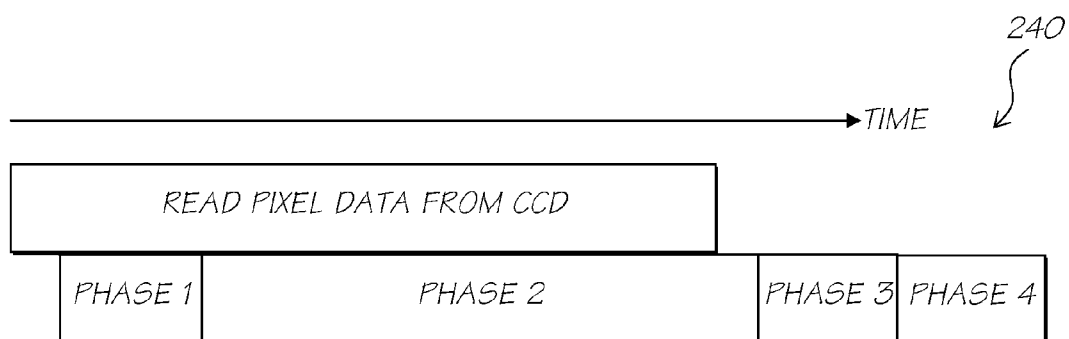 240
TIME
READ PIXEL DATA FROM CCD
PHASE 1 PHASE 2 PHASE 3 PHASE 4